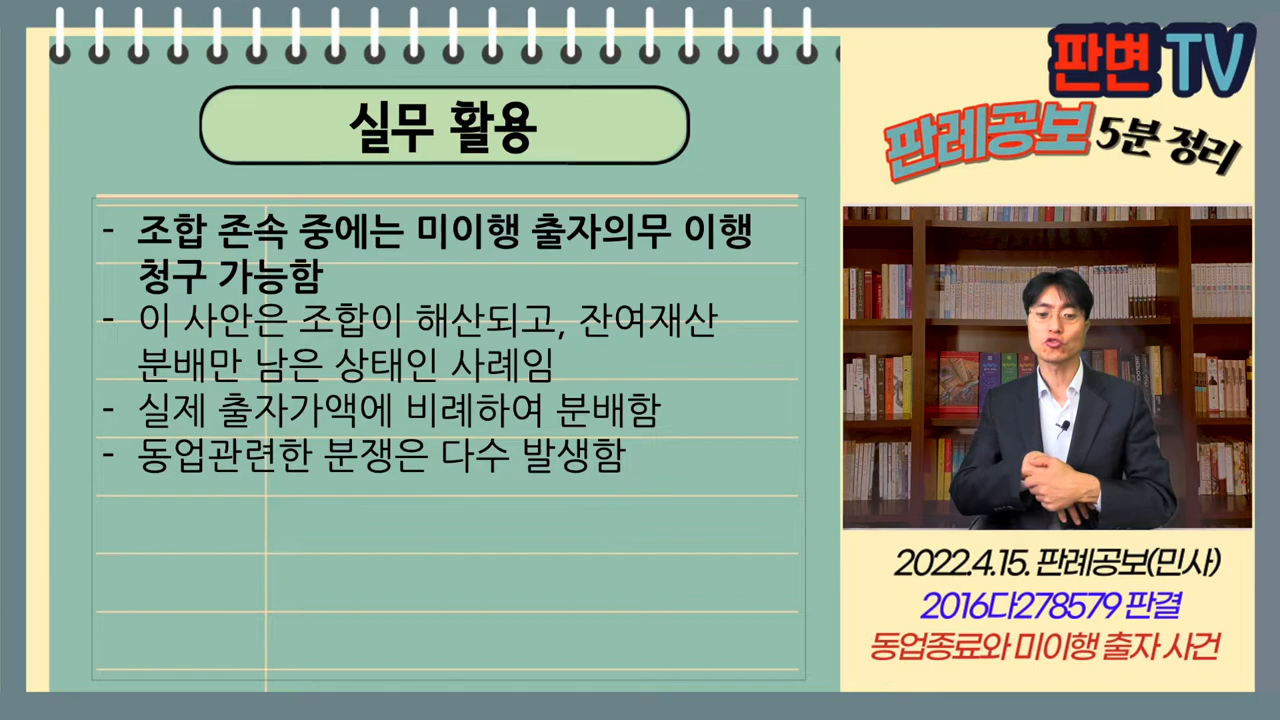 실무 활용
- 조합 존속 중에는 미이행 출자의무 이행
청구 가능함
- 이 사안은 조합이 해산되고, 잔여재산
분배만 남은 상태인 사례임
- 실제 출자가액에 비례하여 분배함
- 동업관련한 분쟁은 다수 발생함
판변 TV
판례공보 5분 정리
2022.4.15. 판례공보(민사)
2016다278579 판결
동업종료와 미이행 출자 사건